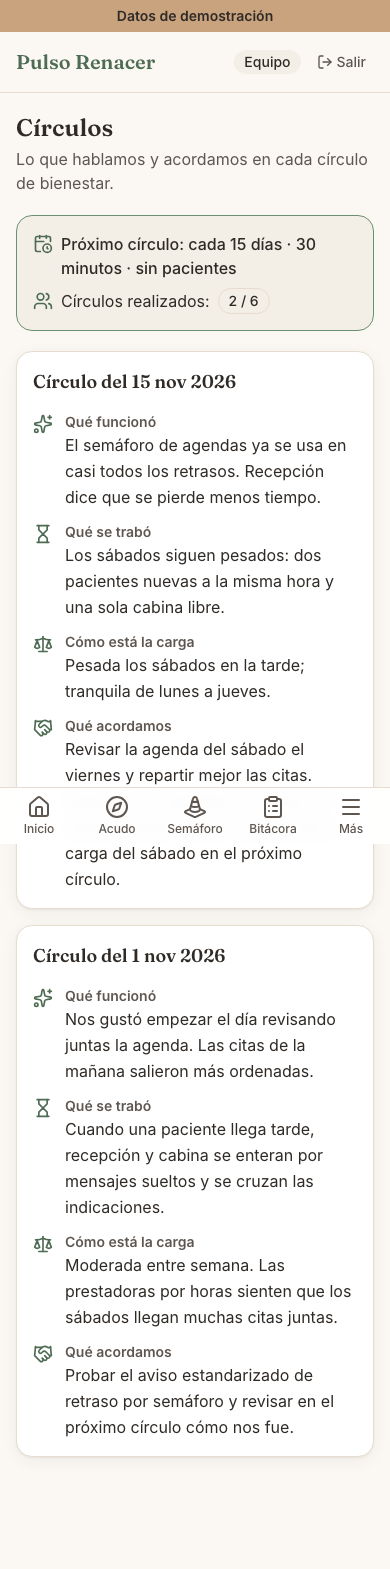 Datos de demostración
Pulso Renacer
Equipo
Salir
Círculos
Lo que hablamos y acordamos en cada círculo
de bienestar.
Próximo círculo: cada 15 días · 30
minutos · sin pacientes
Círculos realizados: 2 / 6
Círculo del 15 nov 2026
Qué funcionó
El semáforo de agendas ya se usa en
casi todos los retrasos. Recepción
dice que se pierde menos tiempo.
Qué se trabó
Los sábados siguen pesados: dos
pacientes nuevas a la misma hora y
una sola cabina libre.
Cómo está la carga
Pesada los sábados en la tarde;
tranquila de lunes a jueves.
Qué acordamos
Revisar la agenda del sábado el
viernes y repartir mejor las citas.
Inicio
Acudo
Semáforo
Bitácora
Más
carga del sábado en el próximo
círculo.
Círculo del 1 nov 2026
Qué funcionó
Nos gustó empezar el día revisando
juntas la agenda. Las citas de la
mañana salieron más ordenadas.
Qué se trabó
Cuando una paciente llega tarde,
recepción y cabina se enteran por
mensajes sueltos y se cruzan las
indicaciones.
Cómo está la carga
Moderada entre semana. Las
prestadoras por horas sienten que los
sábados llegan muchas citas juntas.
Qué acordamos
Probar el aviso estandarizado de
retraso por semáforo y revisar en el
próximo círculo cómo nos fue.